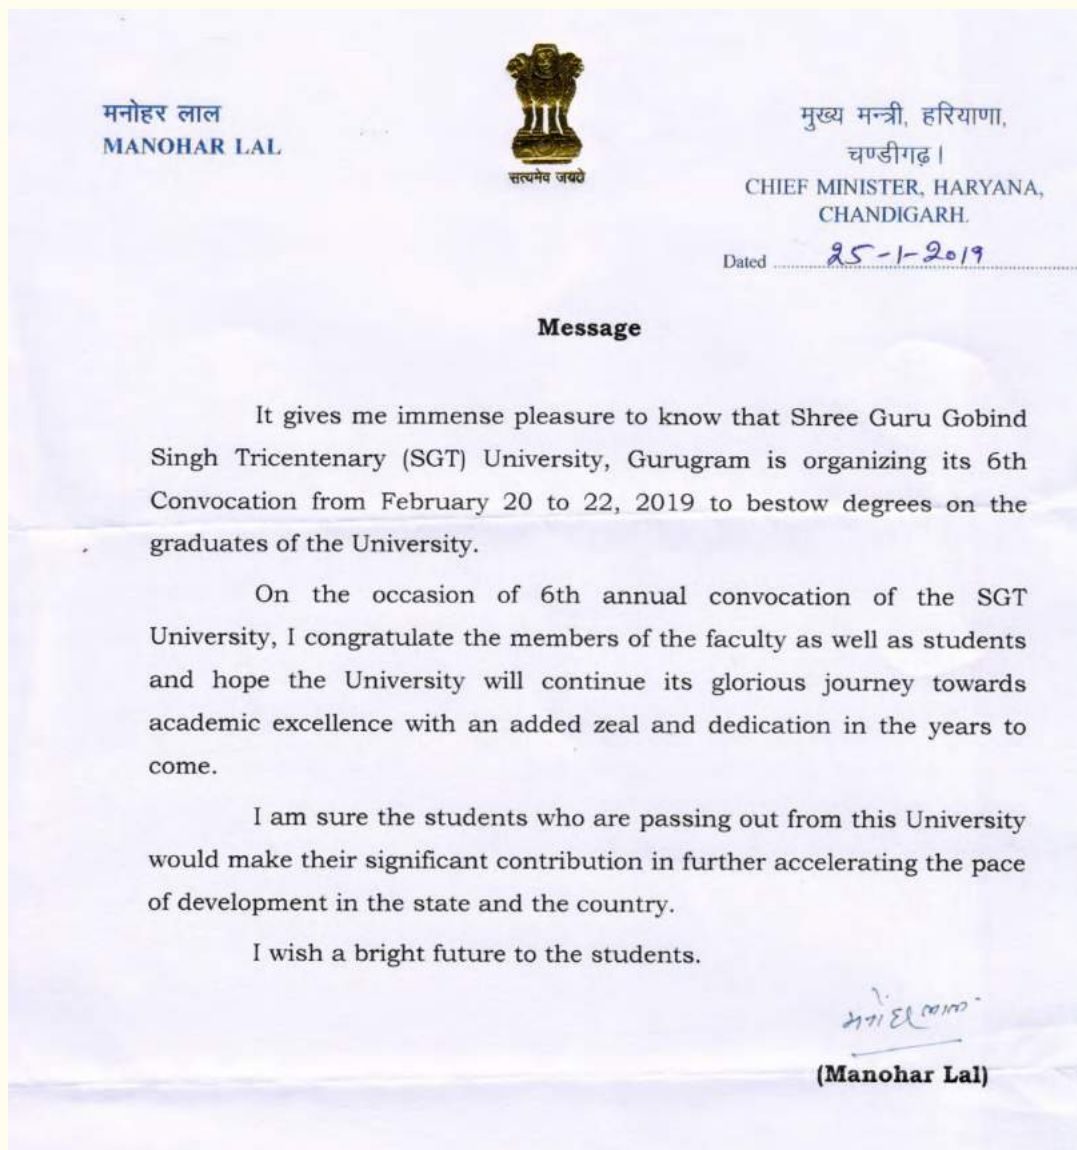 मनोहर लाल
MANOHAR LAL
सत्यमेव जयते
मुख्य मन्त्री, हरियाणा,
चण्डीगढ़।
CHIEF MINISTER, HARYANA,
CHANDIGARH.
Dated 25-1-2019
Message
It gives me immense pleasure to know that Shree Guru Gobind
Singh Tricentenary (SGT) University, Gurugram is organizing its 6th
Convocation from February 20 to 22, 2019 to bestow degrees on the
graduates of the University.
On the occasion of 6th annual convocation of the SGT
University, I congratulate the members of the faculty as well as students
and hope the University will continue its glorious journey towards
academic excellence with an added zeal and dedication in the years to
come.
I am sure the students who are passing out from this University
would make their significant contribution in further accelerating the pace
of development in the state and the country.
I wish a bright future to the students.
मनोहर लाल
(Manohar Lal)